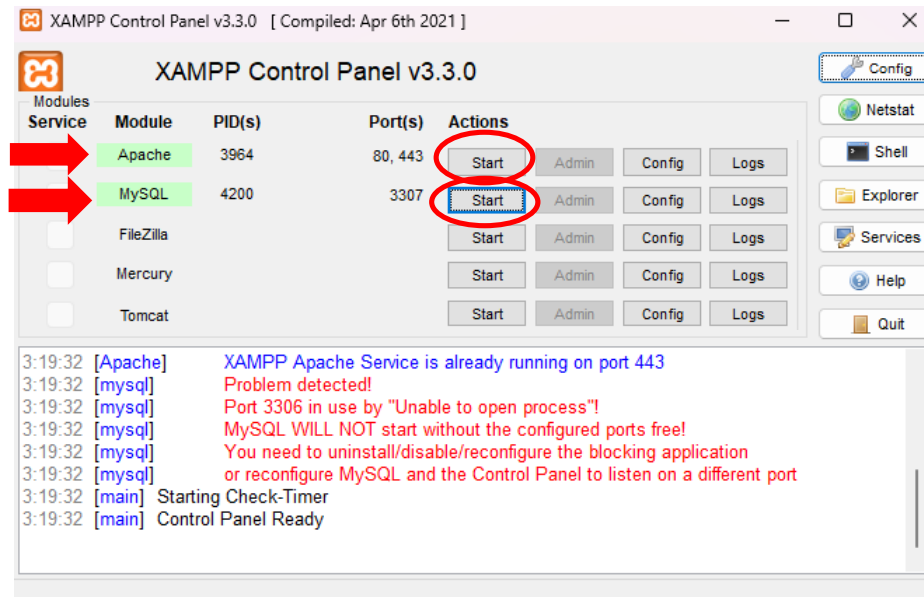 XAMPP Control Panel v3.3.0 [ Compiled: Apr 6th 2021 ]
XAMPP Control Panel v3.3.0
Config
Modules
Service Module PID(s) Port(s) Actions
Netstat
Apache 3964 80, 443 Start Admin Config Logs
Shell
MySQL 4200 3307 Start Admin Config Logs
Explorer
FileZilla Start Admin Config Logs
Services
Mercury Start Admin Config Logs
Help
Tomcat Start Admin Config Logs
Quit
3:19:32 [Apache] XAMPP Apache Service is already running on port 443
3:19:32 [mysql] Problem detected!
3:19:32 [mysql] Port 3306 in use by "Unable to open process"!
3:19:32 [mysql] MySQL WILL NOT start without the configured ports free!
3:19:32 [mysql] You need to uninstall/disable/reconfigure the blocking application
3:19:32 [mysql] or reconfigure MySQL and the Control Panel to listen on a different port
3:19:32 [main] Starting Check-Timer
3:19:32 [main] Control Panel Ready